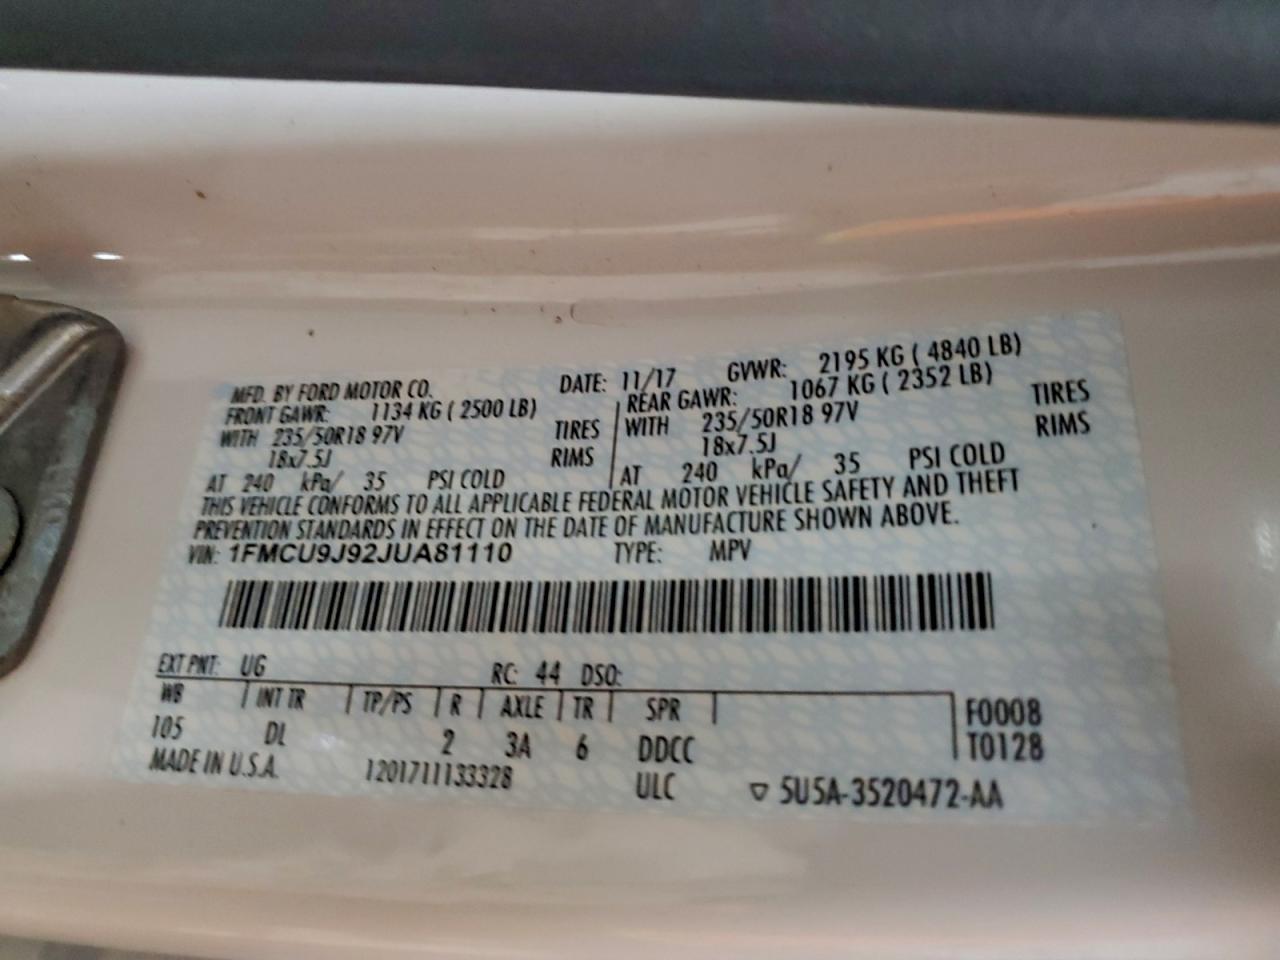 MFD. BY FORD MOTOR CO. DATE: 11/17 GVWR: 2195 KG ( 4840 LB)
FRONT GAWR: 1134 KG ( 2500 LB) REAR GAWR: 1067 KG ( 2352 LB)
WITH 235/50R18 97V TIRES WITH 235/50R18 97V TIRES
18x7.5J RIMS 18x7.5J RIMS
AT 240 kPa/ 35 PSI COLD AT 240 kPa/ 35 PSI COLD
THIS VEHICLE CONFORMS TO ALL APPLICABLE FEDERAL MOTOR VEHICLE SAFETY AND THEFT
PREVENTION STANDARDS IN EFFECT ON THE DATE OF MANUFACTURE SHOWN ABOVE.
VIN: 1FMCU9J92JUA81110 TYPE: MPV
EXT PNT: UG RC: 44 DSO:
WB INT TR TP/PS R AXLE TR SPR F0008
105 DL 2 3A 6 DDCC T0128
MADE IN U.S.A. 1201711133328 ULC ▽ 5U5A-3520472-AA